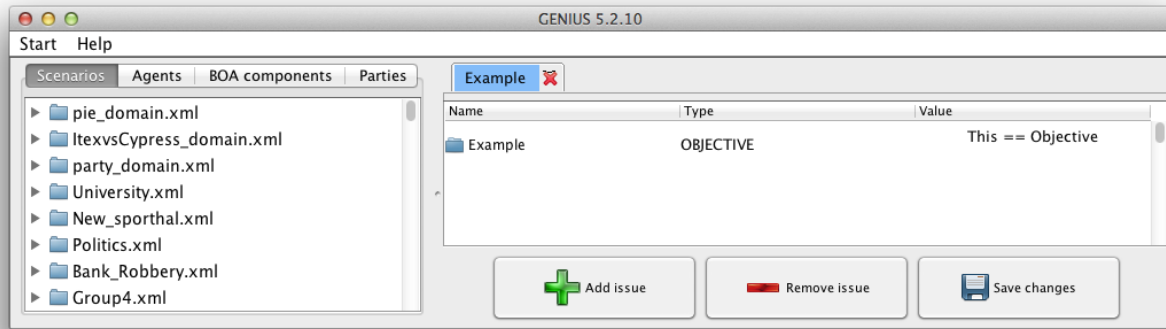 GENIUS 5.2.10
Start Help
Scenarios Agents BOA components Parties
pie_domain.xml
ItexvsCypress_domain.xml
party_domain.xml
University.xml
New_sporthal.xml
Politics.xml
Bank_Robbery.xml
Group4.xml
Example
Name Type Value
Example OBJECTIVE This == Objective
Add issue Remove issue Save changes